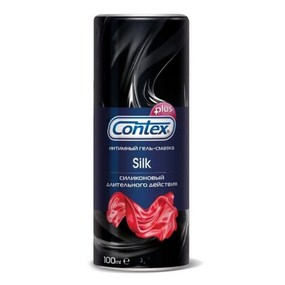 plus
Contex®
ИНТИМНЫЙ ГЕЛЬ-СМАЗКА
Silk
СИЛИКОНОВЫЙ
ДЛИТЕЛЬНОГО ДЕЙСТВИЯ
100ml e